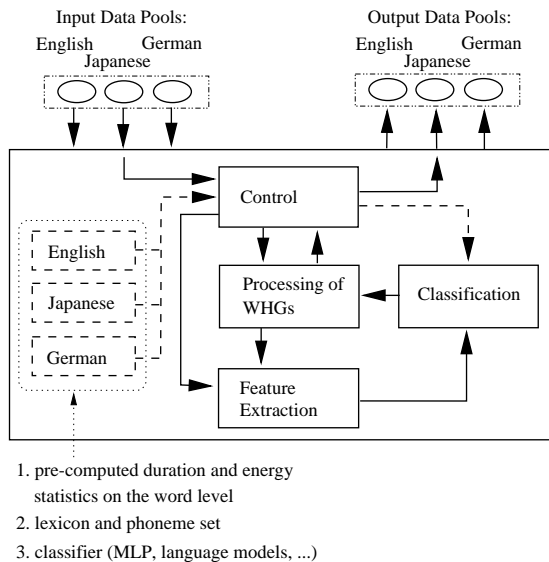 Input Data Pools:
Output Data Pools:
English
German
Japanese
English
German
Japanese
Control
English
Japanese
German
Processing of
WHGs
Classification
Feature
Extraction
1. pre-computed duration and energy
statistics on the word level
2. lexicon and phoneme set
3. classifier (MLP, language models, ...)